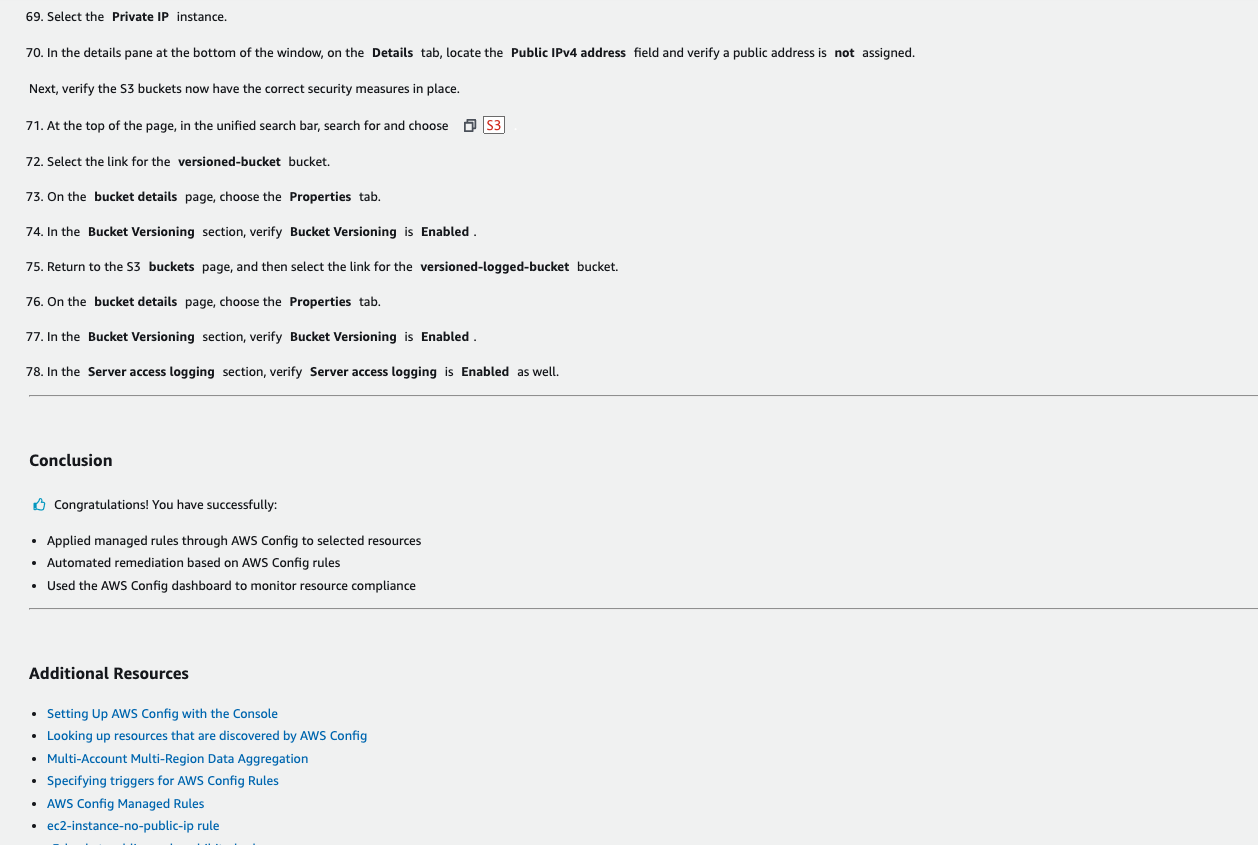 69. Select the Private IP instance.
70. In the details pane at the bottom of the window, on the Details tab, locate the Public IPv4 address field and verify a public address is not assigned.
Next, verify the S3 buckets now have the correct security measures in place.
71. At the top of the page, in the unified search bar, search for and choose S3
72. Select the link for the versioned-bucket bucket.
73. On the bucket details page, choose the Properties tab.
74. In the Bucket Versioning section, verify Bucket Versioning is Enabled .
75. Return to the S3 buckets page, and then select the link for the versioned-logged-bucket bucket.
76. On the bucket details page, choose the Properties tab.
77. In the Bucket Versioning section, verify Bucket Versioning is Enabled .
78. In the Server access logging section, verify Server access logging is Enabled as well.
Conclusion
Congratulations! You have successfully:
• Applied managed rules through AWS Config to selected resources
• Automated remediation based on AWS Config rules
• Used the AWS Config dashboard to monitor resource compliance
Additional Resources
• Setting Up AWS Config with the Console
• Looking up resources that are discovered by AWS Config
• Multi-Account Multi-Region Data Aggregation
• Specifying triggers for AWS Config Rules
• AWS Config Managed Rules
• ec2-instance-no-public-ip rule